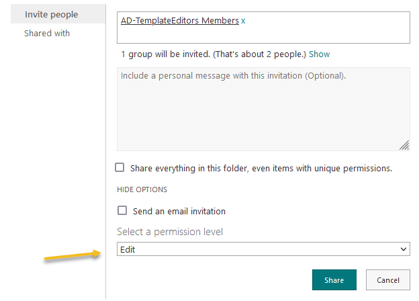 Invite people
Shared with
AD-TemplateEditors Members x
1 group will be invited. (That's about 2 people.) Show
Include a personal message with this invitation (Optional).
Share everything in this folder, even items with unique permissions.
HIDE OPTIONS
Send an email invitation
Select a permission level
Edit
Share
Cancel